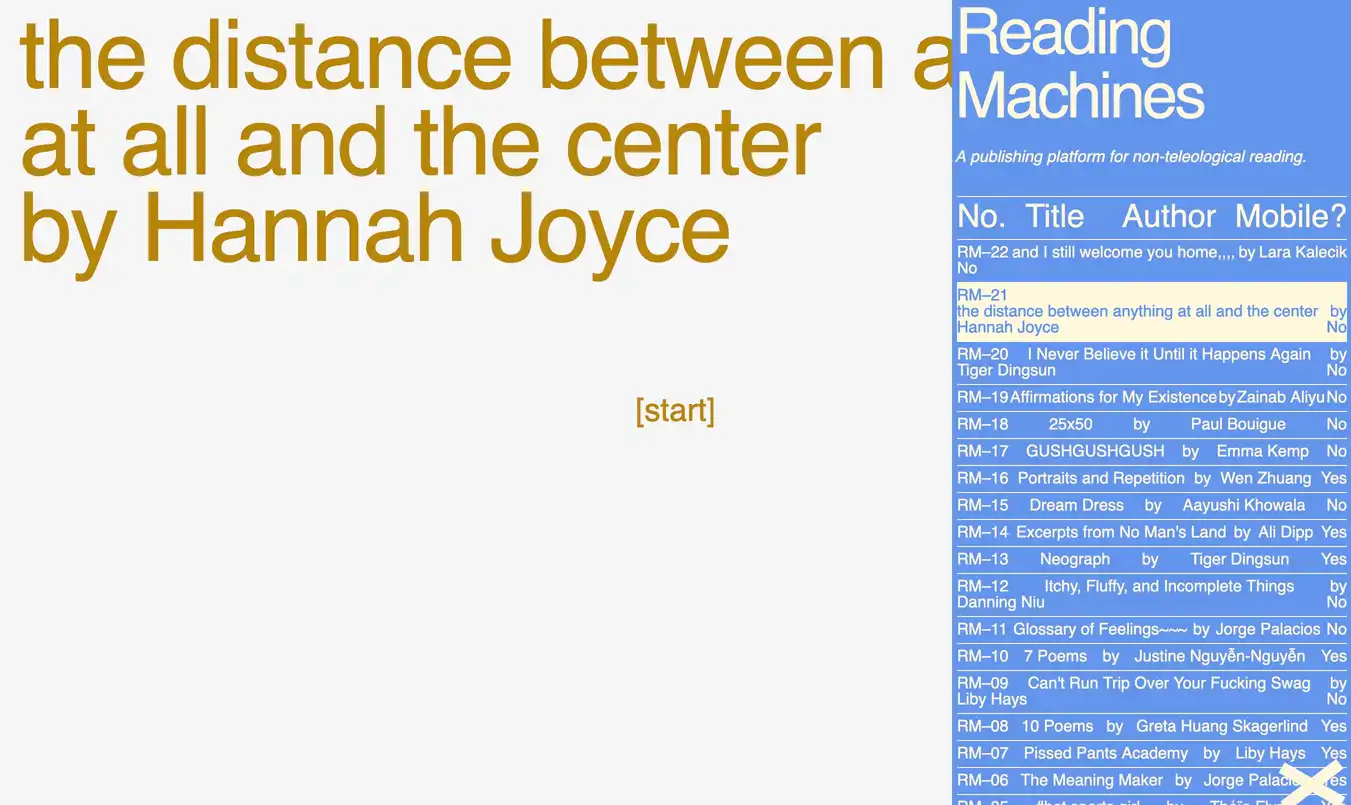 the distance between a
at all and the center
by Hannah Joyce
[start]
Reading
Machines
A publishing platform for non-teleological reading.
No. Title Author Mobile?
RM–22 and I still welcome you home,,,, by Lara Kalecik
No
RM–21
the distance between anything at all and the center by
Hannah Joyce No
RM–20 I Never Believe it Until it Happens Again by
Tiger Dingsun No
RM–19 Affirmations for My Existence by Zainab Aliyu No
RM–18 25x50 by Paul Bouigue No
RM–17 GUSHGUSHGUSH by Emma Kemp No
RM–16 Portraits and Repetition by Wen Zhuang Yes
RM–15 Dream Dress by Aayushi Khowala No
RM–14 Excerpts from No Man's Land by Ali Dipp Yes
RM–13 Neograph by Tiger Dingsun Yes
RM–12 Itchy, Fluffy, and Incomplete Things by
Danning Niu No
RM–11 Glossary of Feelings~~~ by Jorge Palacios No
RM–10 7 Poems by Justine Nguyễn-Nguyễn Yes
RM–09 Can't Run Trip Over Your Fucking Swag by
Liby Hays No
RM–08 10 Poems by Greta Huang Skagerlind Yes
RM–07 Pissed Pants Academy by Liby Hays Yes
RM–06 The Meaning Maker by Jorge